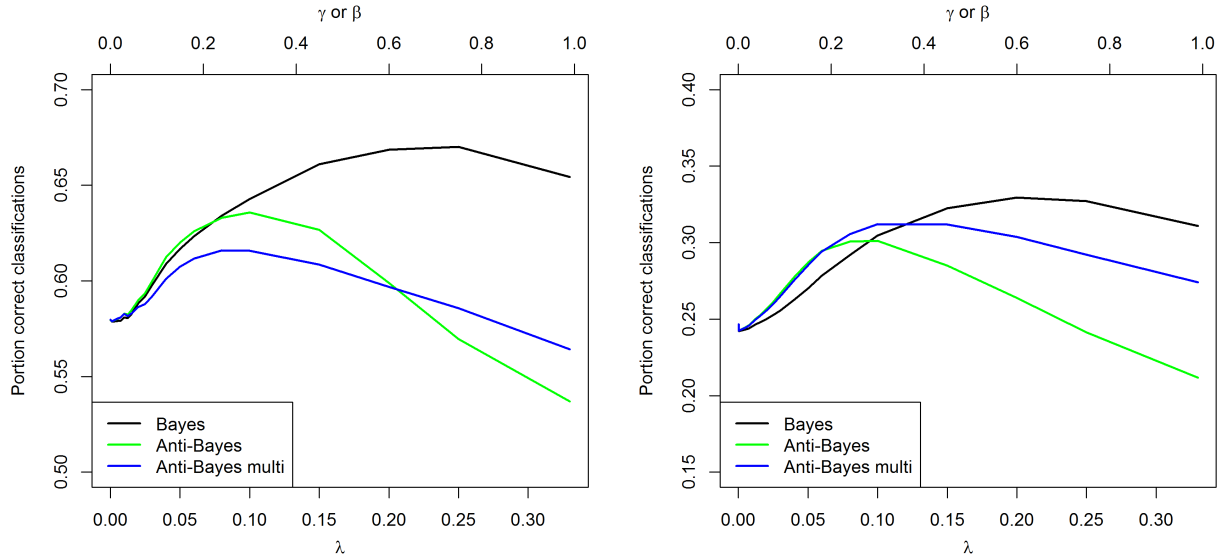 γ or β
0.0 0.2 0.4 0.6 0.8 1.0
Portion correct classifications
0.70
0.65
0.60
0.55
0.50
Bayes
Anti-Bayes
Anti-Bayes multi
0.00 0.05 0.10 0.15 0.20 0.25 0.30
λ
γ or β
0.0 0.2 0.4 0.6 0.8 1.0
Portion correct classifications
0.40
0.35
0.30
0.25
0.20
0.15
Bayes
Anti-Bayes
Anti-Bayes multi
0.00 0.05 0.10 0.15 0.20 0.25 0.30
λ